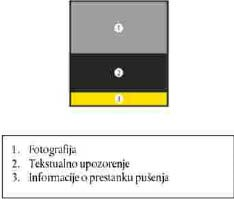 1
2
3
1. Fotografija
2. Tekstualno upozorenje
3. Informacije o prestanku pušenja